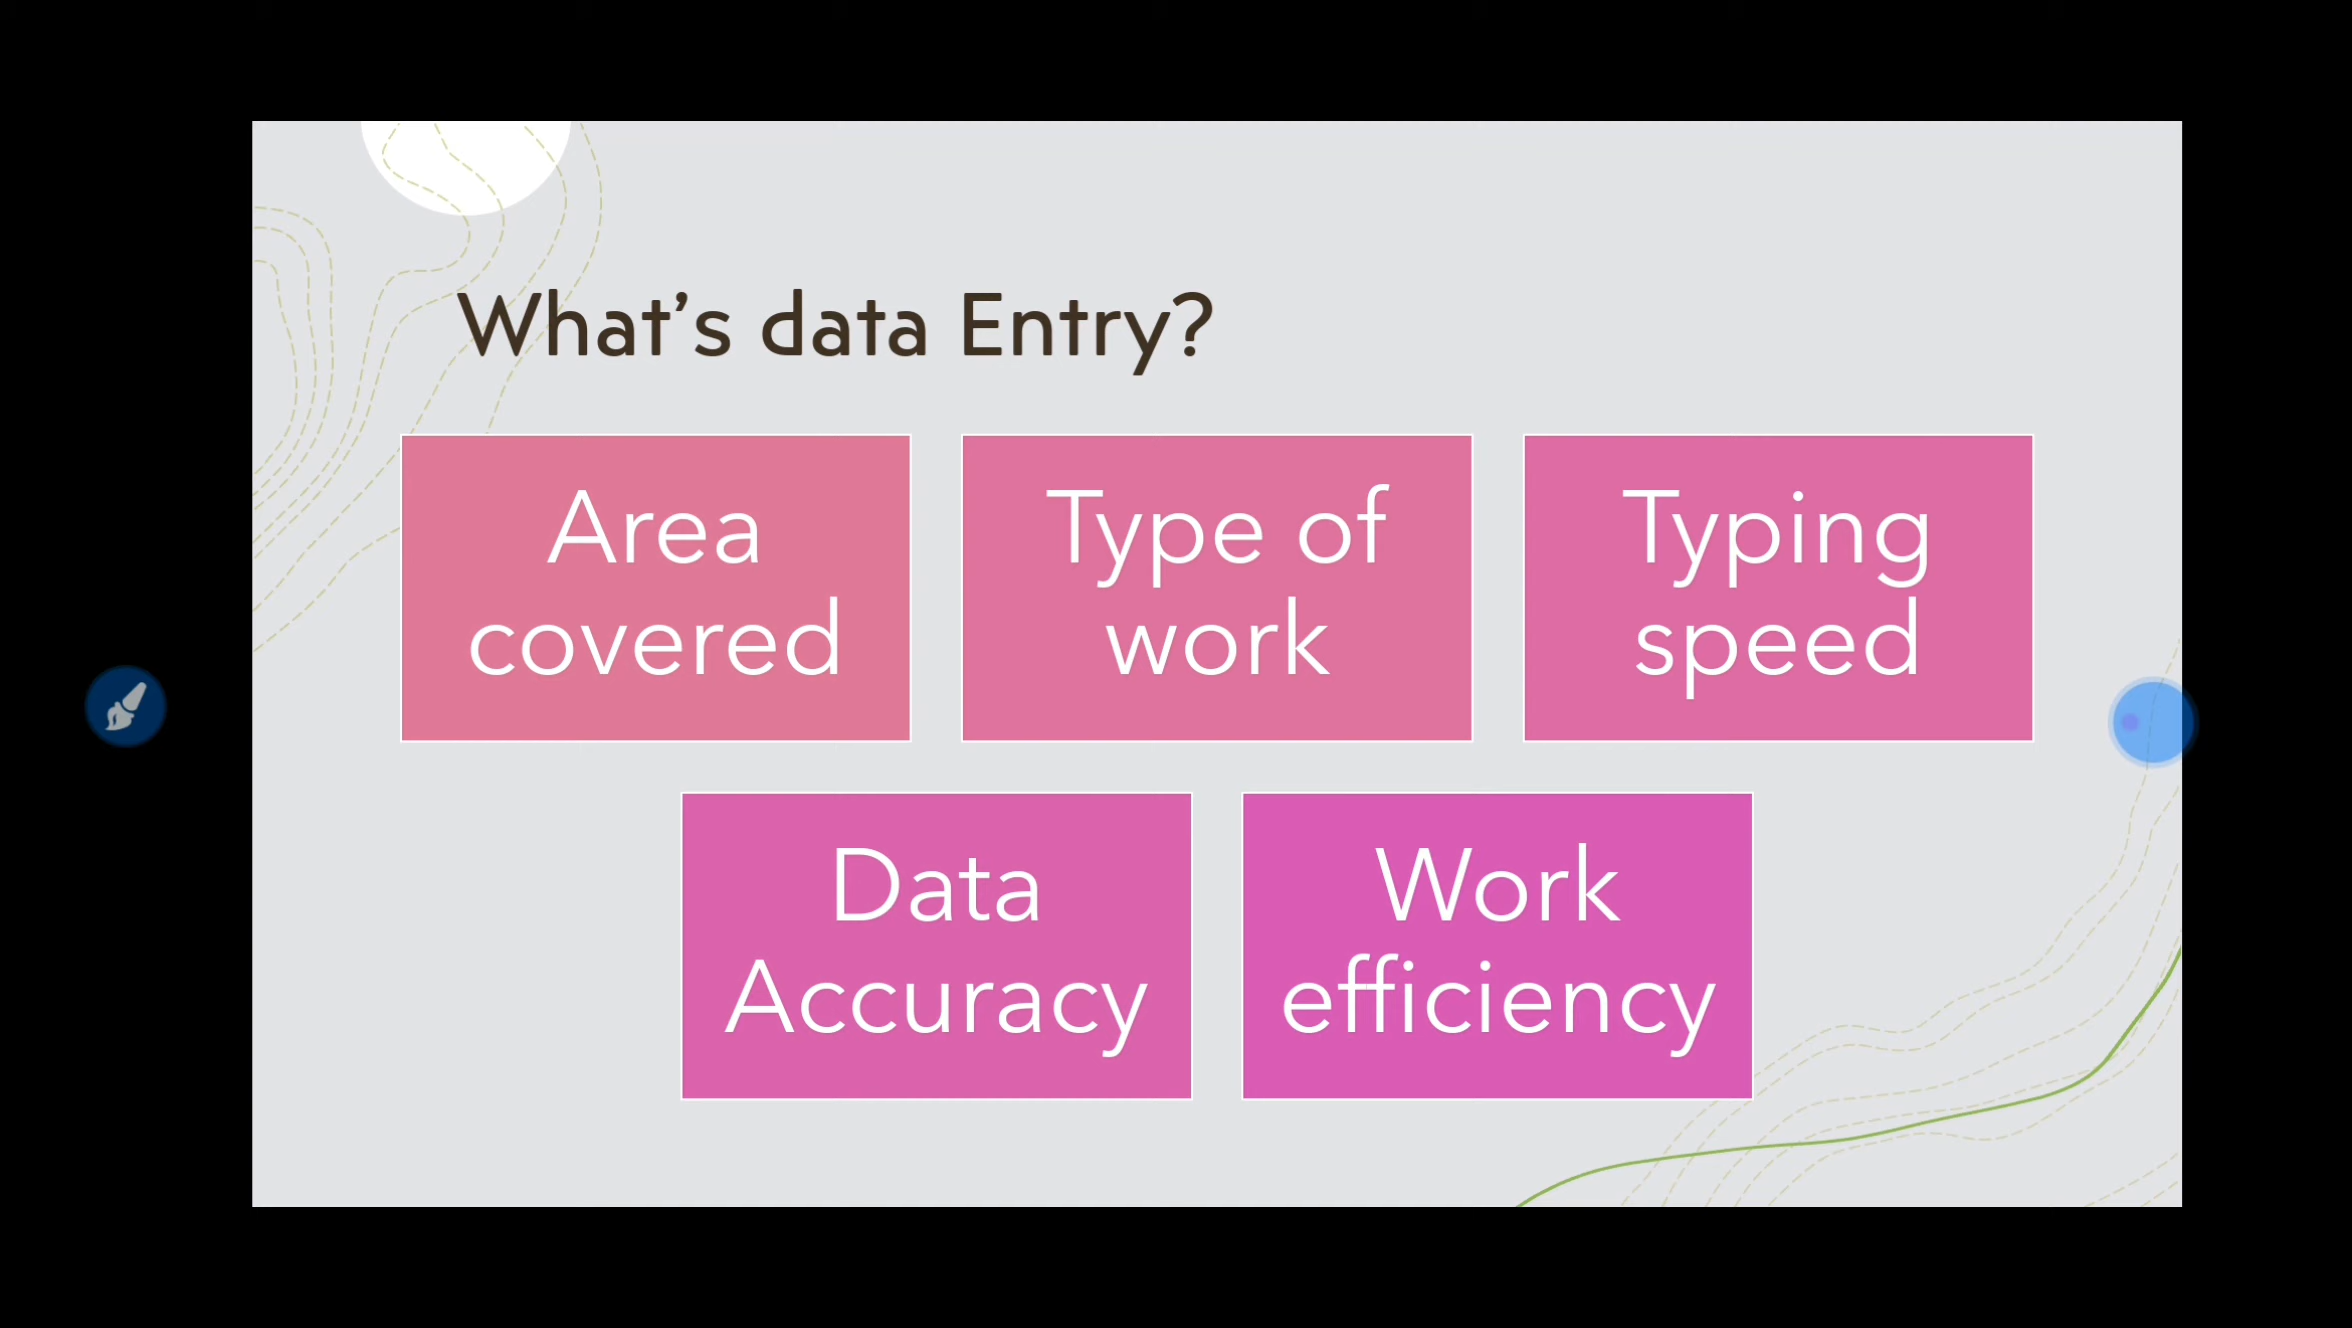 What’s data Entry?
Area
covered
Type of
work
Typing
speed
Data
Accuracy
Work
efficiency